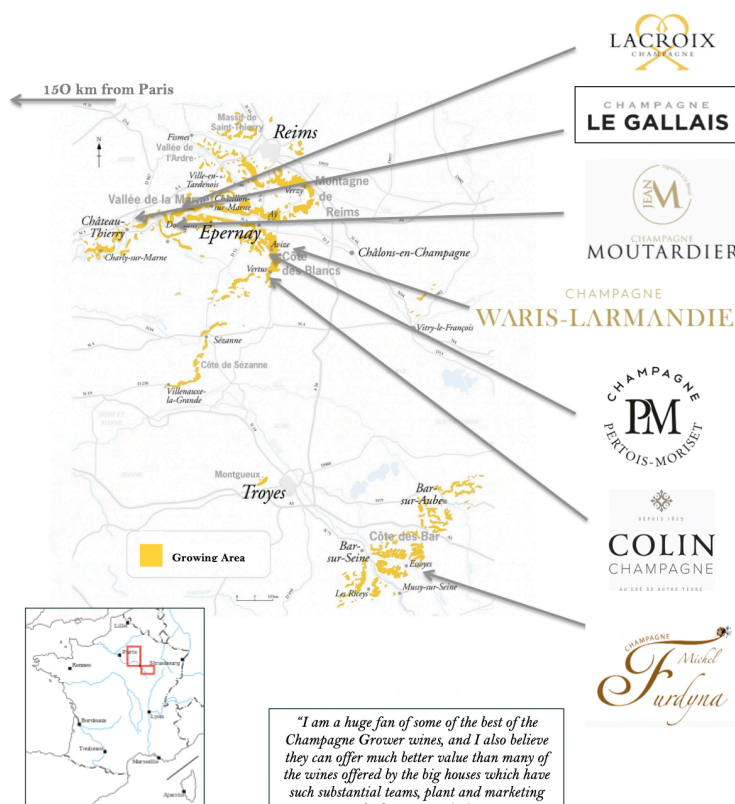 LACROIX
CHAMPAGNE
150 km from Paris
CHAMPAGNE
LE GALLAIS
Massif de
Saint-Thierry
Reims
Fismes
Vallée de
l'Ardre
Ville-en-
Tardenois
Montagne
de
Reims
Verzy
JEAN
M
CHAMPAGNE
MOUTARDIER
Vallée de la Marne
Châtillon-
sur-Marne
Ay
Château-
Thierry
Epernay
Charly-sur-Marne
Avize
Châlons-en-Champagne
Côte
des Blancs
Vertus
CHAMPAGNE
WARIS-LARMANDIE
Vitry-le-François
Sézanne
Côte de Sézanne
Villenauxe-
la-Grande
CHAMPAGNE
PM
PERTOIS-MORISET
Montgueux
Troyes
Bar-
sur-Aube
DEPUIS 1829
COLIN
CHAMPAGNE
AU GRÉ DE NOTRE TERRE
Growing Area
Côte des Bar
Bar-
sur-Seine
Essoyes
Mussy-sur-Seine
Les Riceys
CHAMPAGNE
Michel
Furdyna
Lille
Paris
Strasbourg
Rennes
Lyon
Bordeaux
Toulouse
Marseille
Ajaccio
"I am a huge fan of some of the best of the
Champagne Grower wines, and I also believe
they can offer much better value than many of
the wines offered by the big houses which have
such substantial teams, plant and marketing